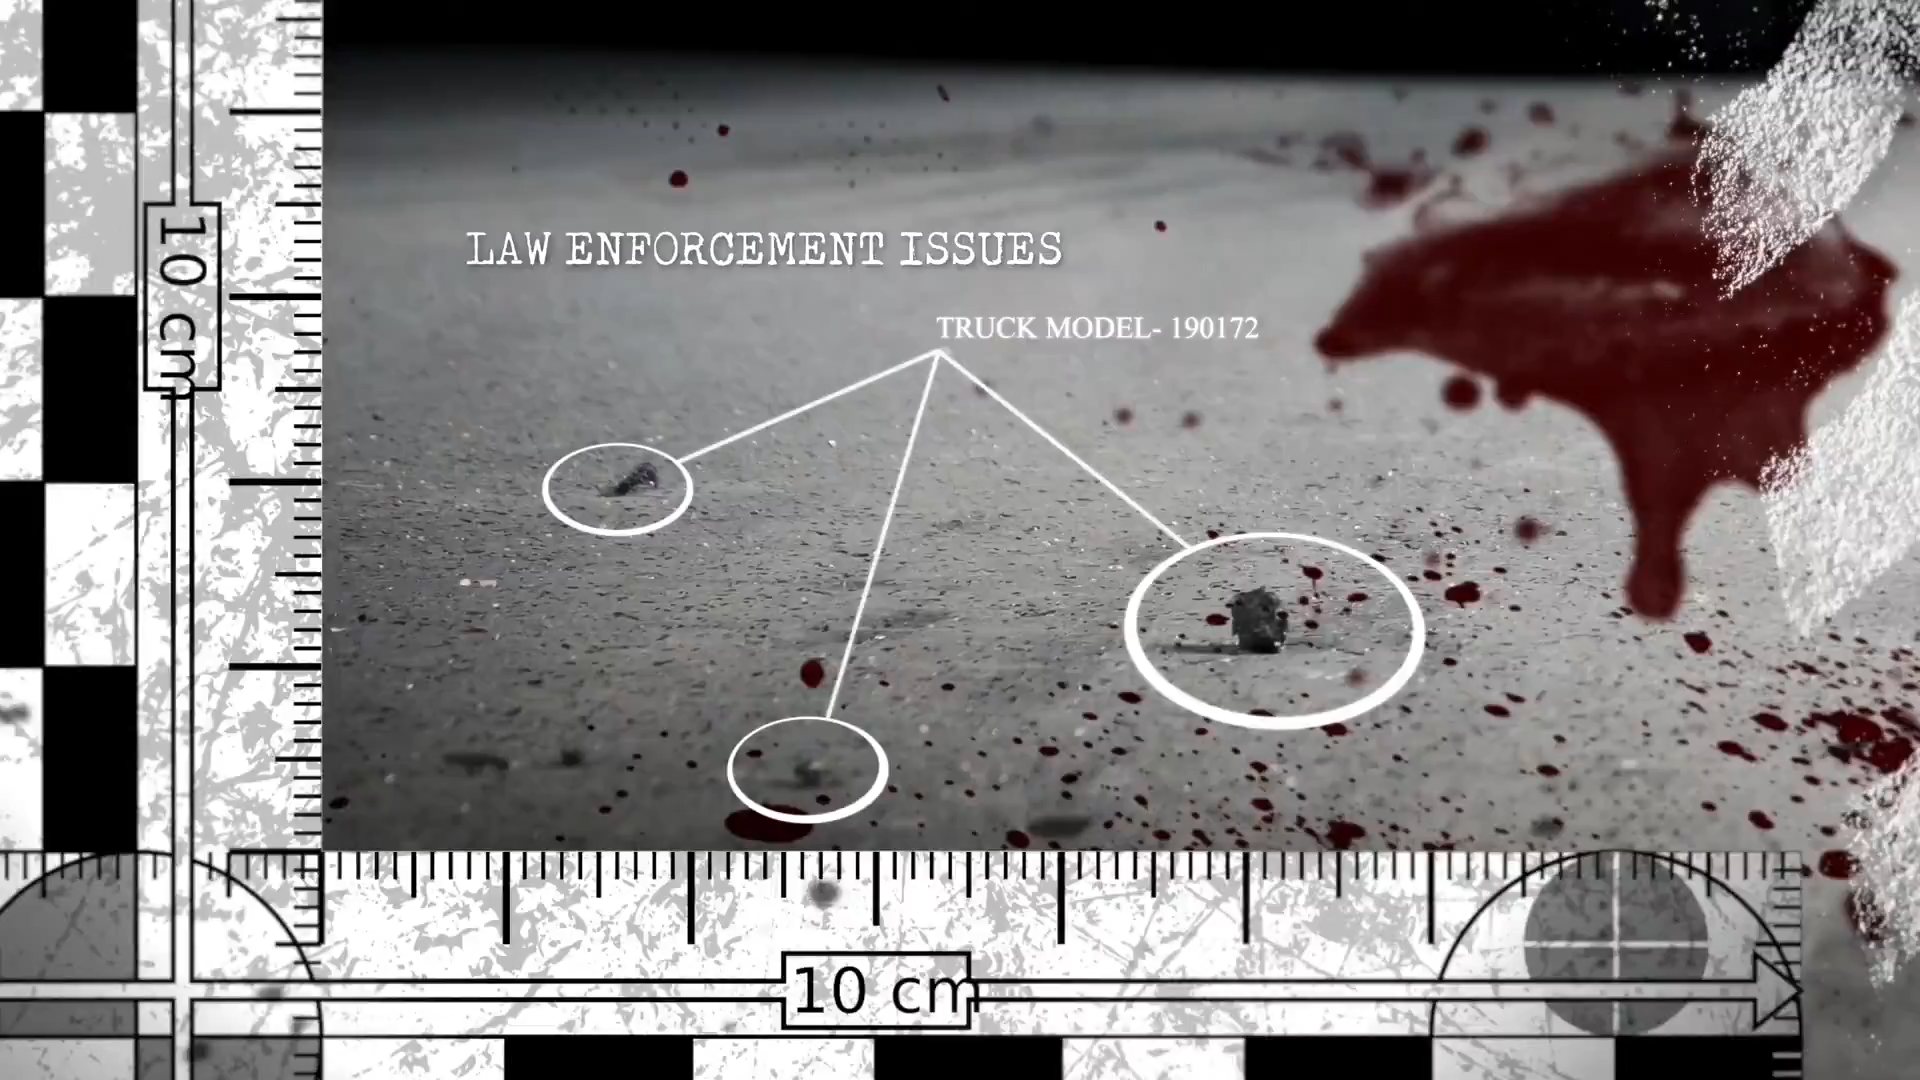 LAW ENFORCEMENT ISSUES
TRUCK MODEL- 190172
10 cm
10 cm